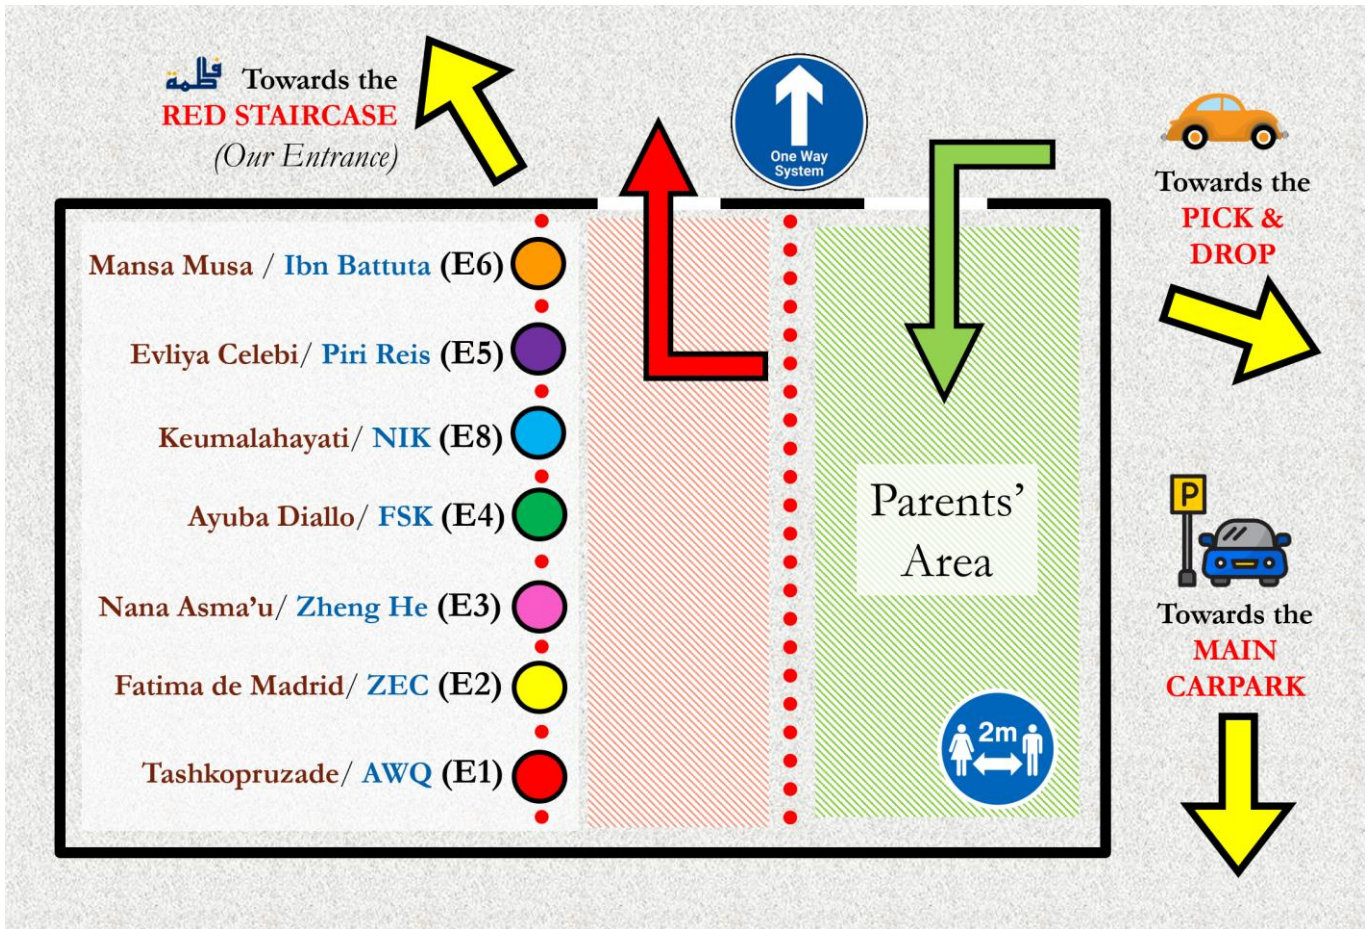 فاطمة Towards the
RED STAIRCASE
(Our Entrance)
One Way
System
Towards the
PICK &
DROP
Mansa Musa / Ibn Battuta (E6)
Evliya Celebi/ Piri Reis (E5)
Keumalahayati/ NIK (E8)
Ayuba Diallo/ FSK (E4)
Nana Asma’u/ Zheng He (E3)
Fatima de Madrid/ ZEC (E2)
Tashkopruzade/ AWQ (E1)
Parents’
Area
2m
P
Towards the
MAIN
CARPARK